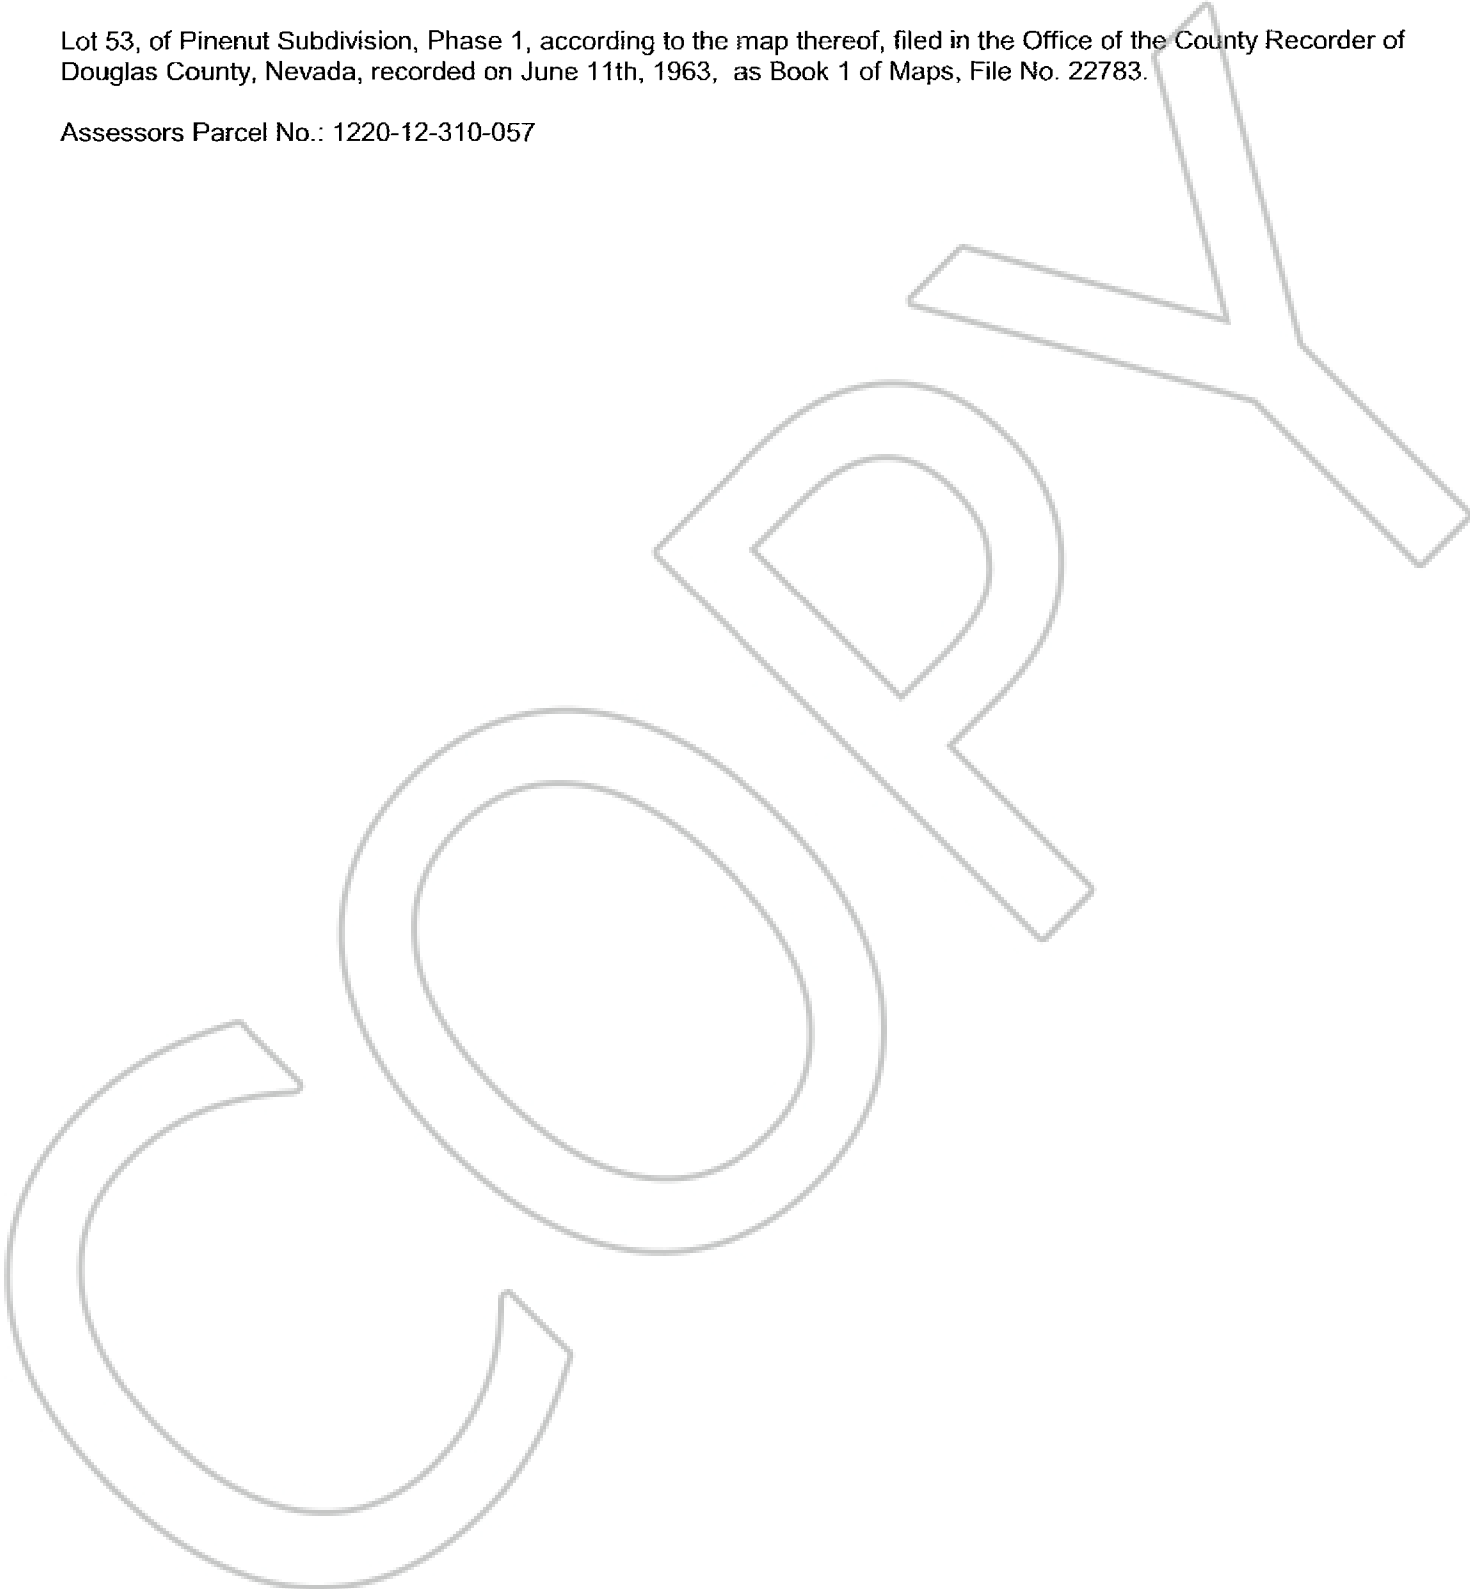 Lot 53, of Pinenut Subdivision, Phase 1, according to the map thereof, filed in the Office of the County Recorder of
Douglas County, Nevada, recorded on June 11th, 1963,  as Book 1 of Maps, File No. 22783.
Assessors Parcel No.: 1220-12-310-057
COPY